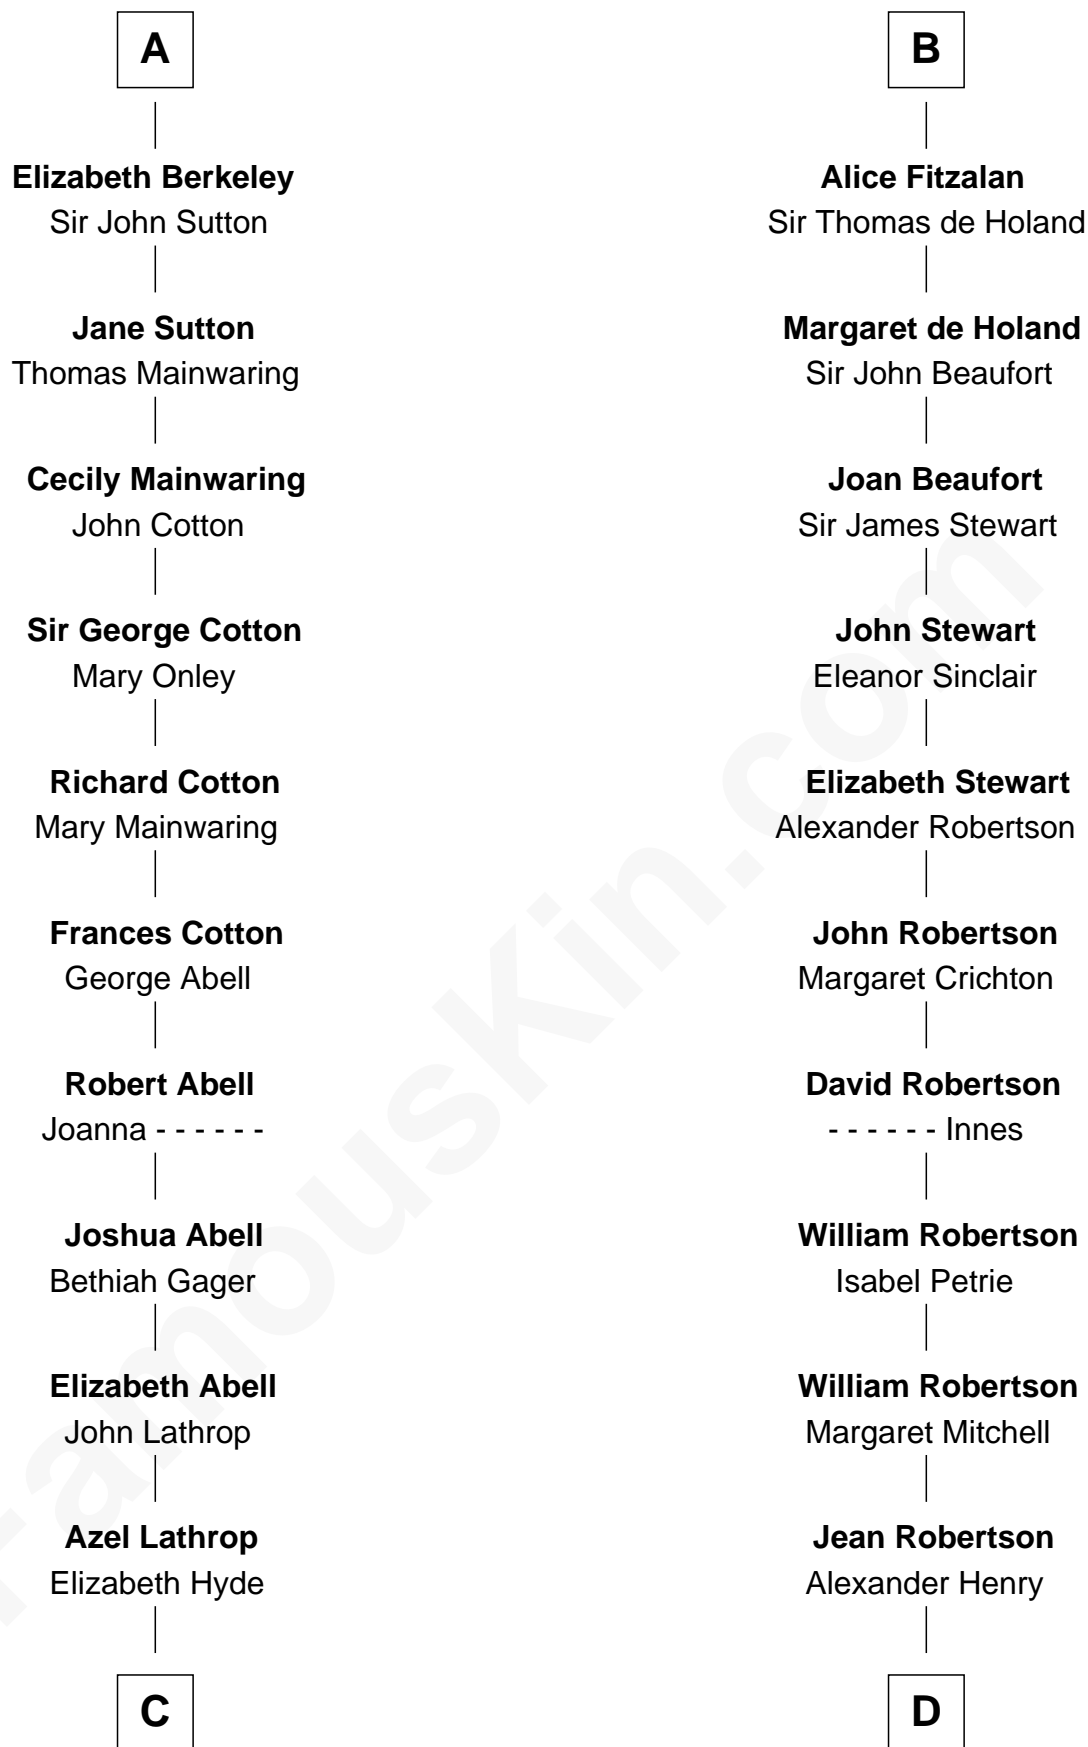 A
Elizabeth Berkeley
Sir John Sutton
Jane Sutton
Thomas Mainwaring
Cecily Mainwaring
John Cotton
Sir George Cotton
Mary Onley
Richard Cotton
Mary Mainwaring
Frances Cotton
George Abell
Robert Abell
Joanna - - - - - -
Joshua Abell
Bethiah Gager
Elizabeth Abell
John Lathrop
Azel Lathrop
Elizabeth Hyde
C
B
Alice Fitzalan
Sir Thomas de Holand
Margaret de Holand
Sir John Beaufort
Joan Beaufort
Sir James Stewart
John Stewart
Eleanor Sinclair
Elizabeth Stewart
Alexander Robertson
John Robertson
Margaret Crichton
David Robertson
- - - - - - Innes
William Robertson
Isabel Petrie
William Robertson
Margaret Mitchell
Jean Robertson
Alexander Henry
D
FamousKin.com